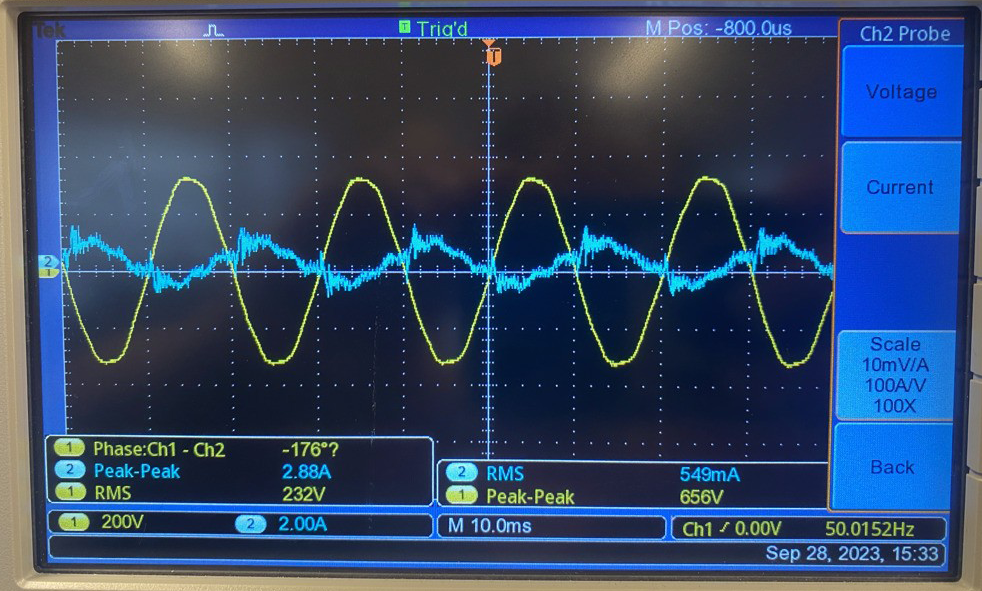 Tek
T Trig'd
M Pos: -800.0us
Ch2 Probe
T
Voltage
Current
2
1
Scale
10mV/A
100A/V
100X
Back
1 Phase:Ch1 - Ch2 -176°?
2 Peak-Peak 2.88A
1 RMS 232V
2 RMS 549mA
1 Peak-Peak 656V
1 200V 2 2.00A
M 10.0ms
Ch1 / 0.00V 50.0152Hz
Sep 28, 2023, 15:33